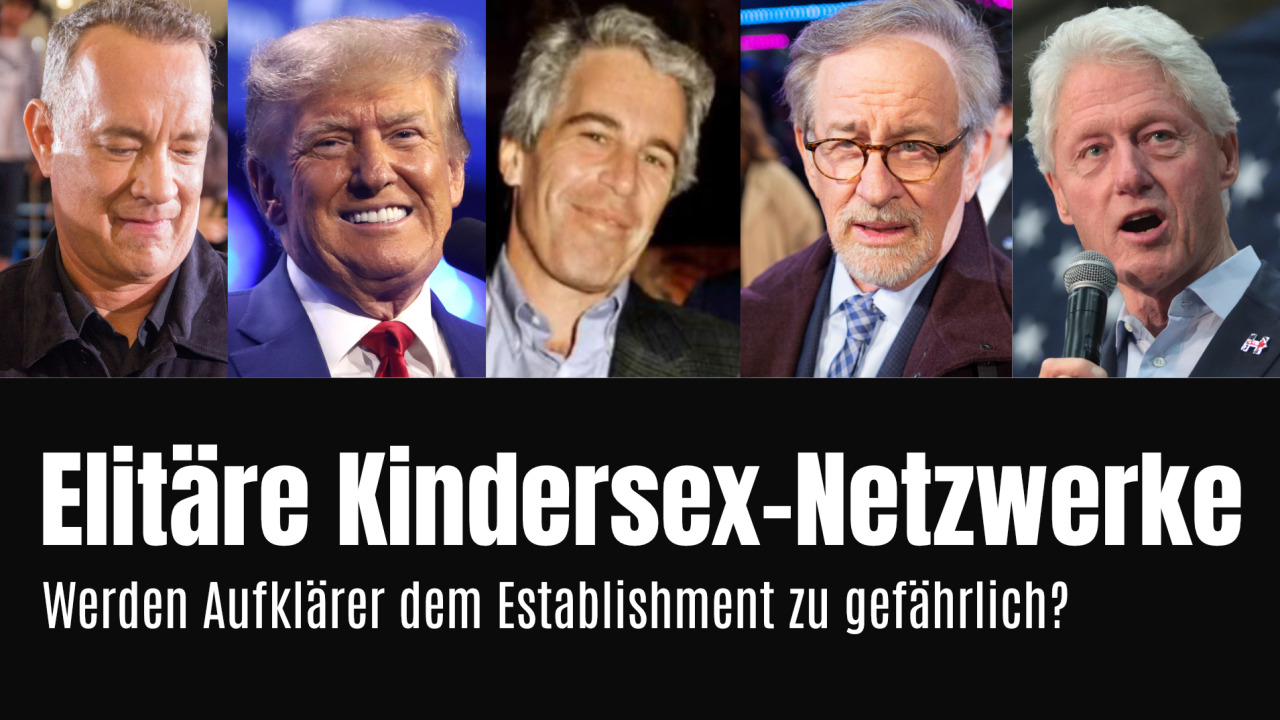 Elitäre Kindersex-Netzwerke
Werden Aufklärer dem Establishment zu gefährlich?